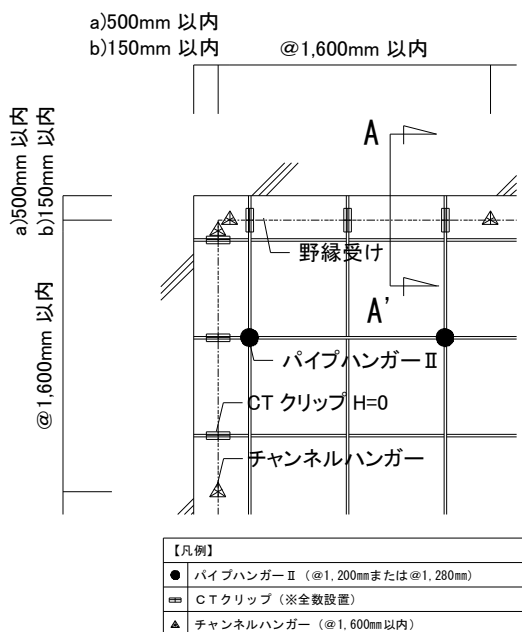 a)500mm 以内
b)150mm 以内
@1,600mm 以内
a)500mm 以内
b)150mm 以内
@1,600mm 以内
A
野縁受け
A'
パイプハンガーⅡ
CT クリップ H=0
チャンネルハンガー
【凡例】
パイプハンガーⅡ（@1,200mmまたは@1,280mm）
ＣＴクリップ（※全数設置）
チャンネルハンガー（@1,600mm以内）